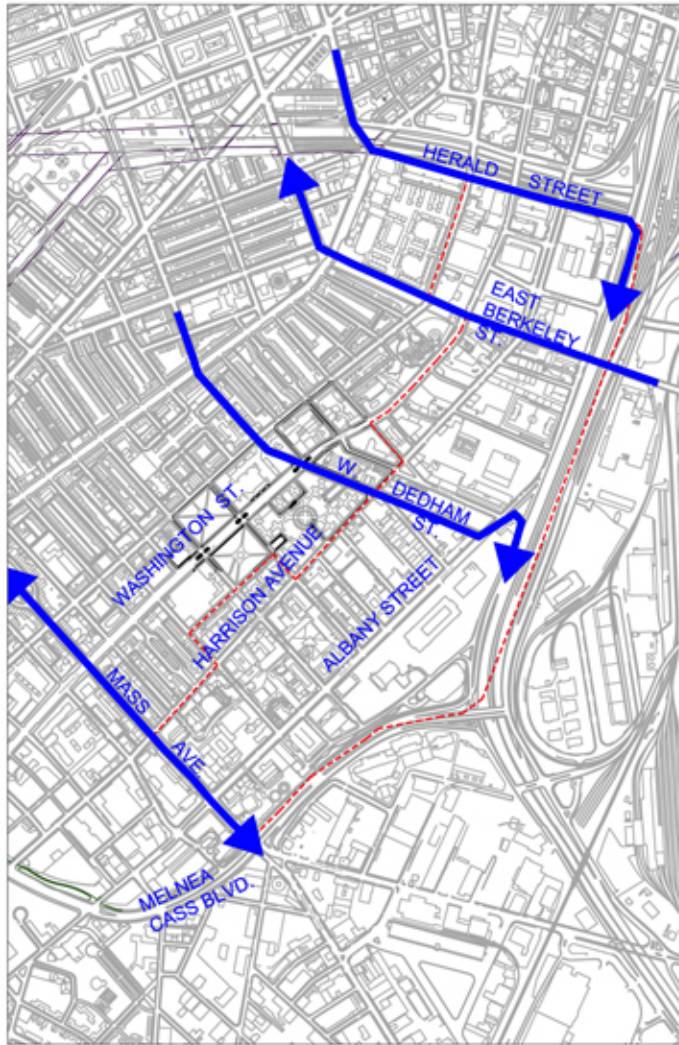 HERALD STREET
EAST
BERKELEY
ST.
W DEDHAM
ST.
WASHINGTON ST.
HARRISON AVENUE
ALBANY STREET
MASS AVE
MELNEA
CASS BLVD.